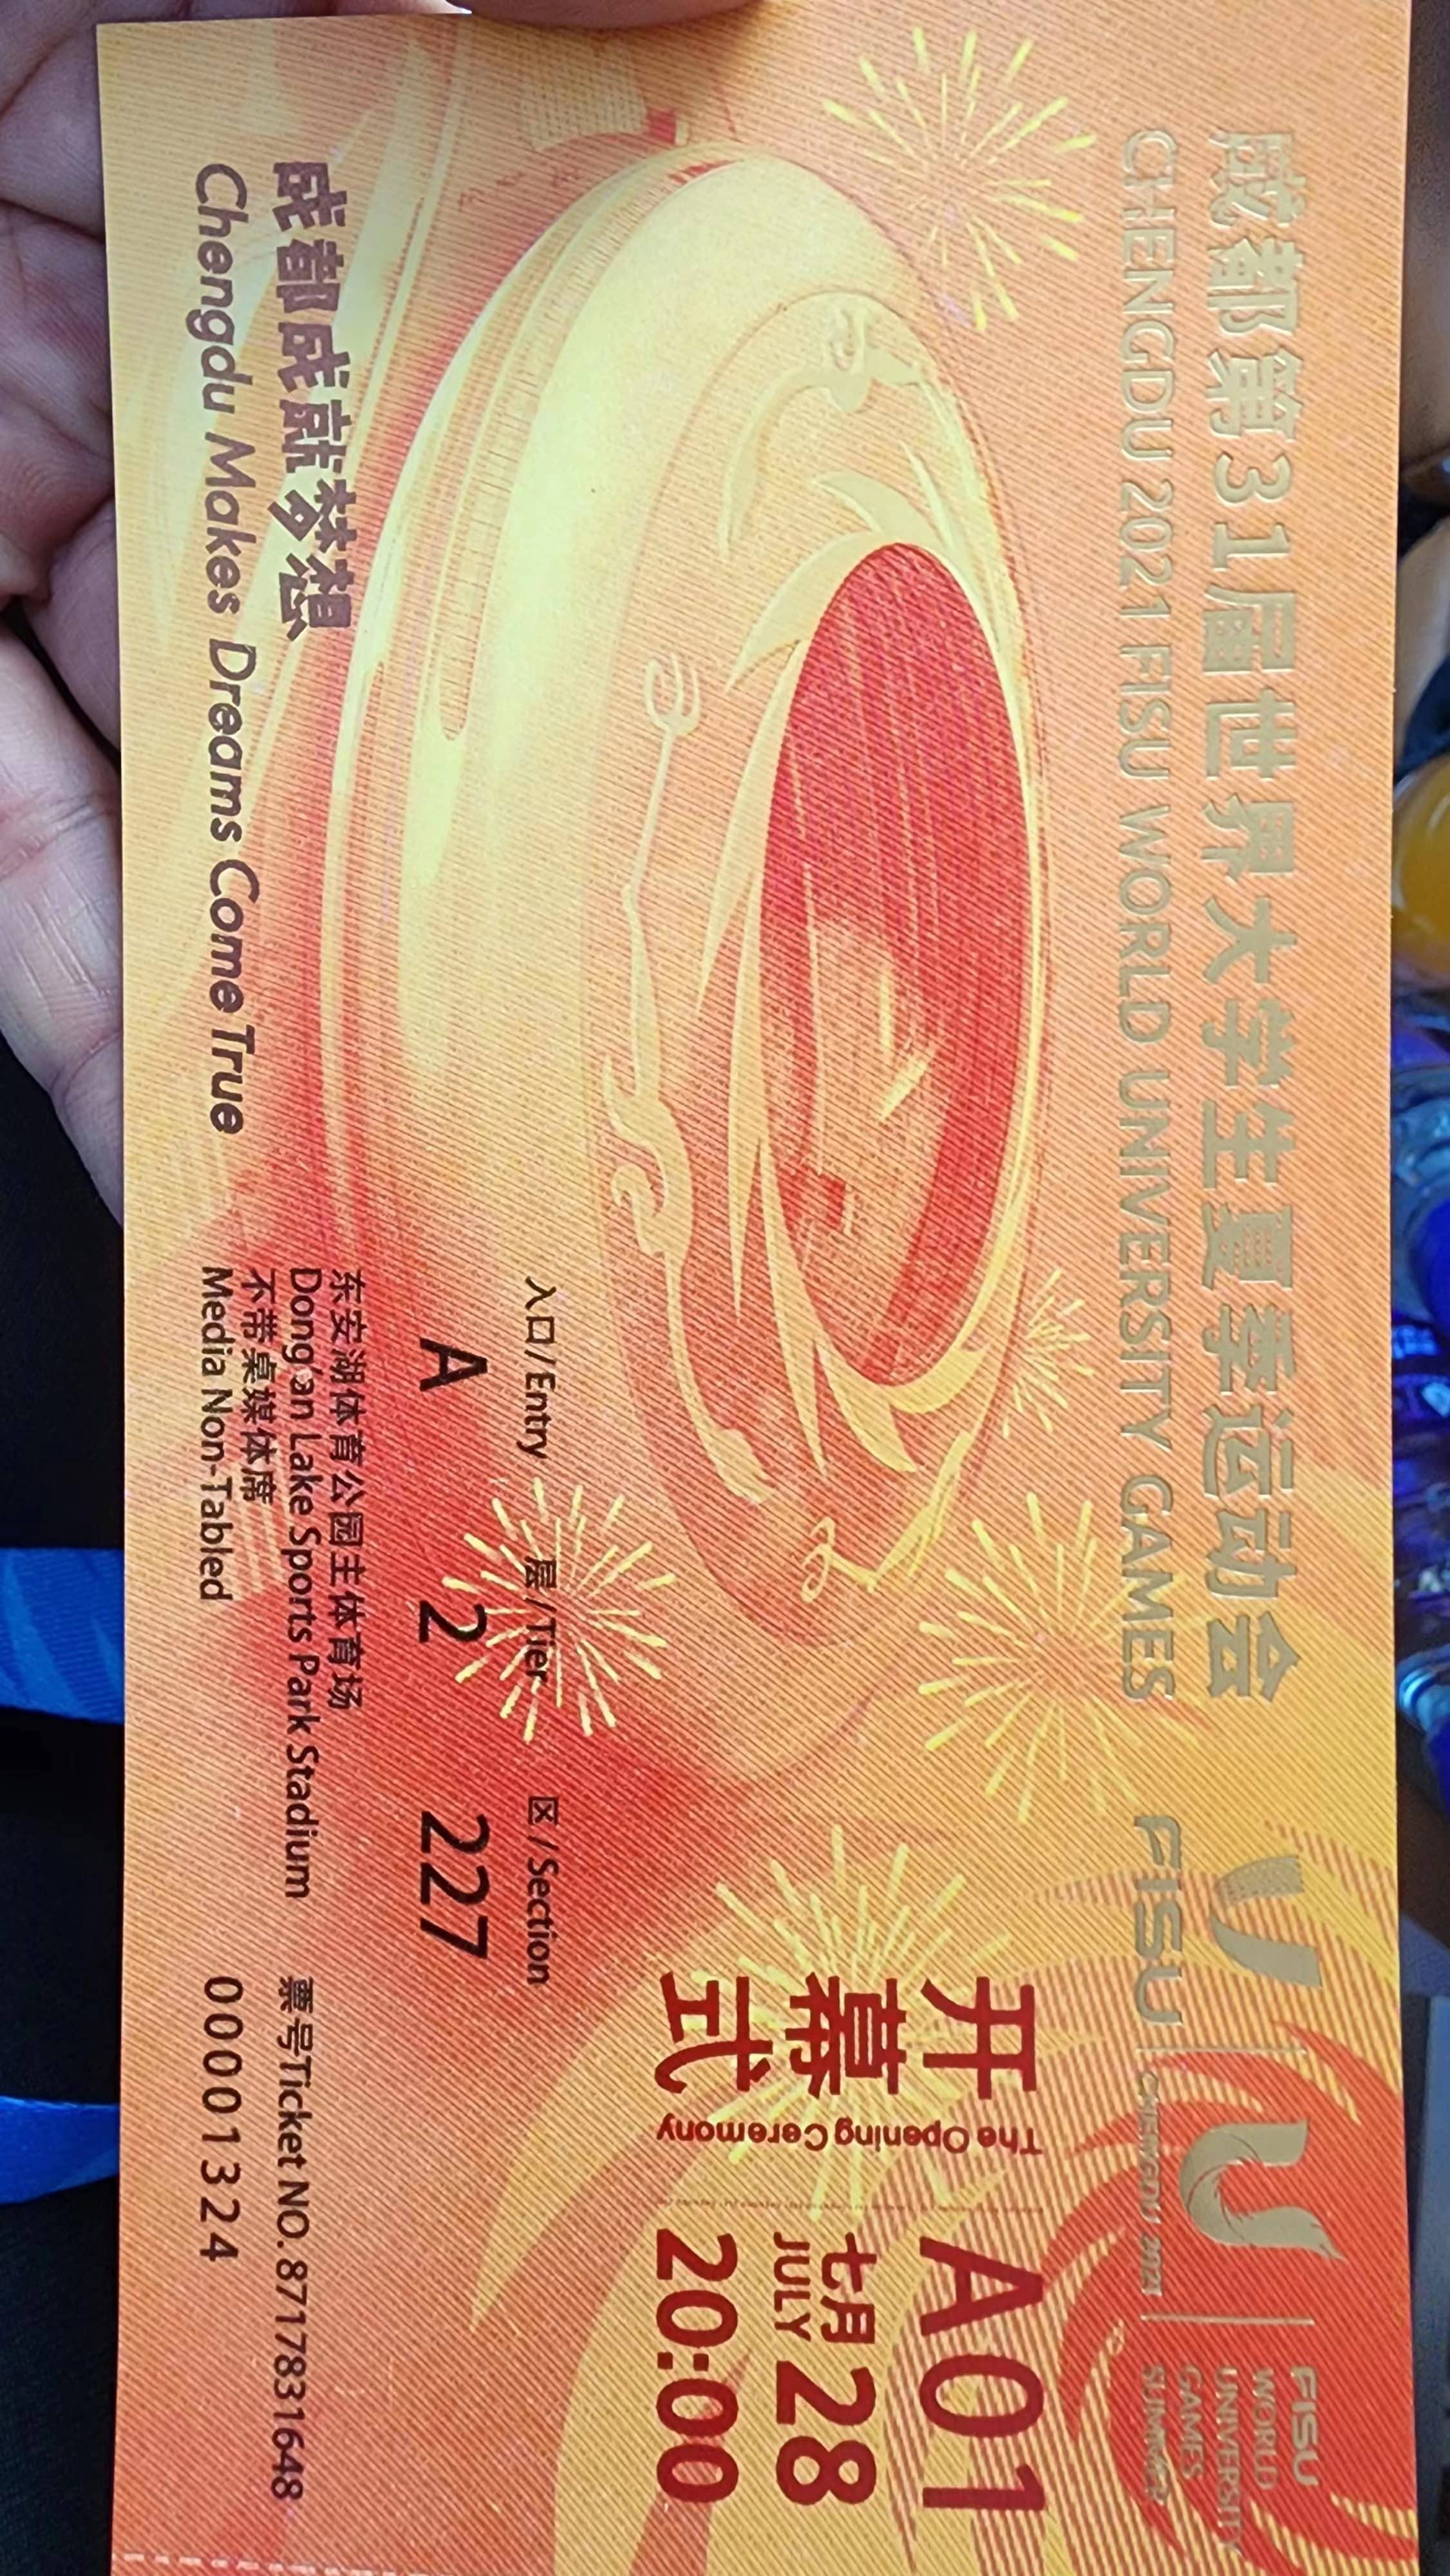 成都第31届世界大学生夏季运动会
CHENGDU 2021 FISU WORLD UNIVERSITY GAMES
FISU
CHENGDU 2021
FISU
WORLD
UNIVERSITY
GAMES
SUMMER
开幕式
The Opening Ceremony
A01
七月
JULY
28
20:00
入口/Entry 层/Tier 区/Section
A 2 227
东安湖体育公园主体育场
Dong'an Lake Sports Park Stadium
不带桌媒体席
Media Non-Tabled
票号Ticket NO. 8717831648
00001324
成都成就梦想
Chengdu Makes Dreams Come True